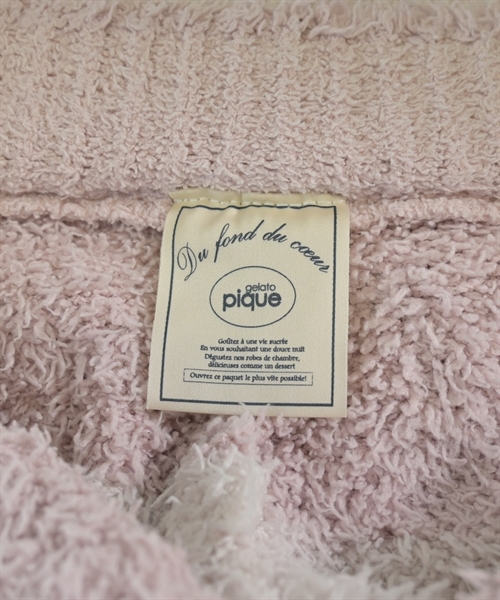 Du fond du cœur
gelato
pique
Goûtez à une vie sucrée
En vous souhaitant une douce nuit
Dégustez nos robes de chambre,
délicieuses comme un dessert
Ouvrez ce paquet le plus vite possible!